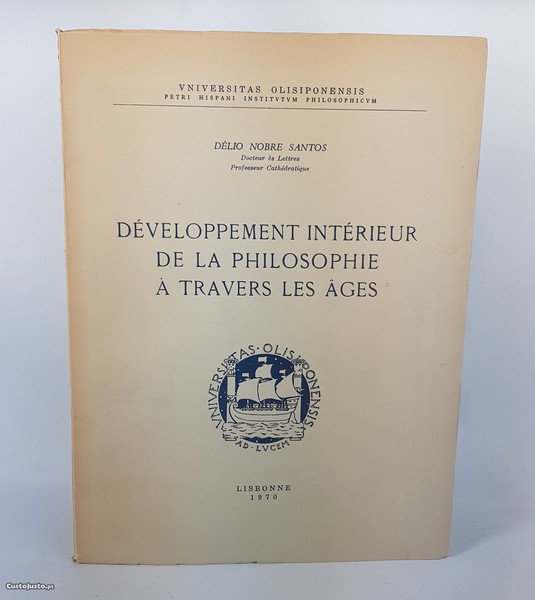 VNIVERSITAS OLISIPONENSIS
PETRI HISPANI INSTITVTVM PHILOSOPHICVM
DÉLIO NOBRE SANTOS
Docteur ès Lettres
Professeur Cathédratique
DÉVELOPPEMENT INTÉRIEUR
DE LA PHILOSOPHIE
À TRAVERS LES ÂGES
UNIVERSITAS·OLISIPONENSIS
·AD·LVCEM·
LISBONNE
1970
CustoJusto.pt